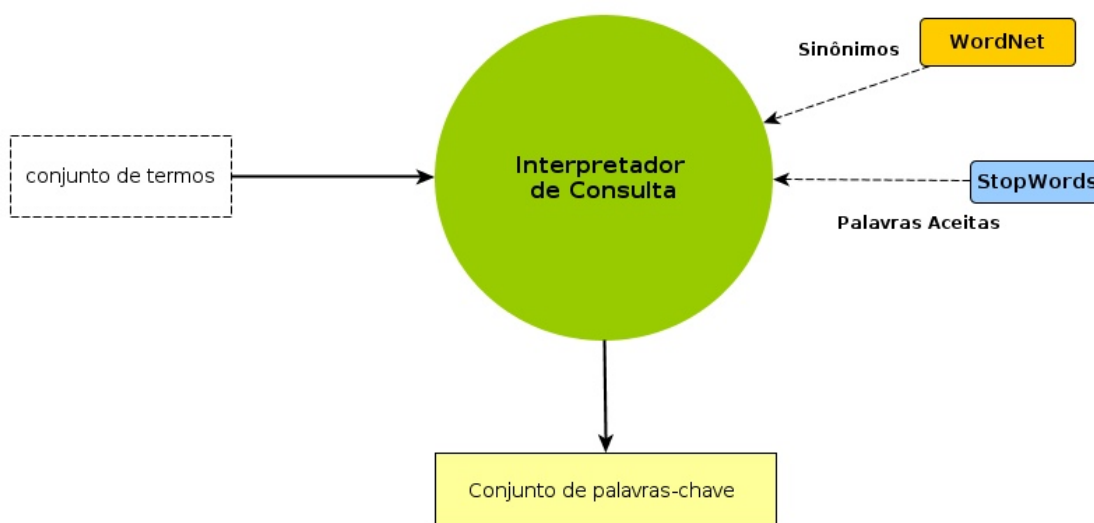 WordNet
Sinônimos
Interpretador
de Consulta
conjunto de termos
StopWords
Palavras Aceitas
Conjunto de palavras-chave